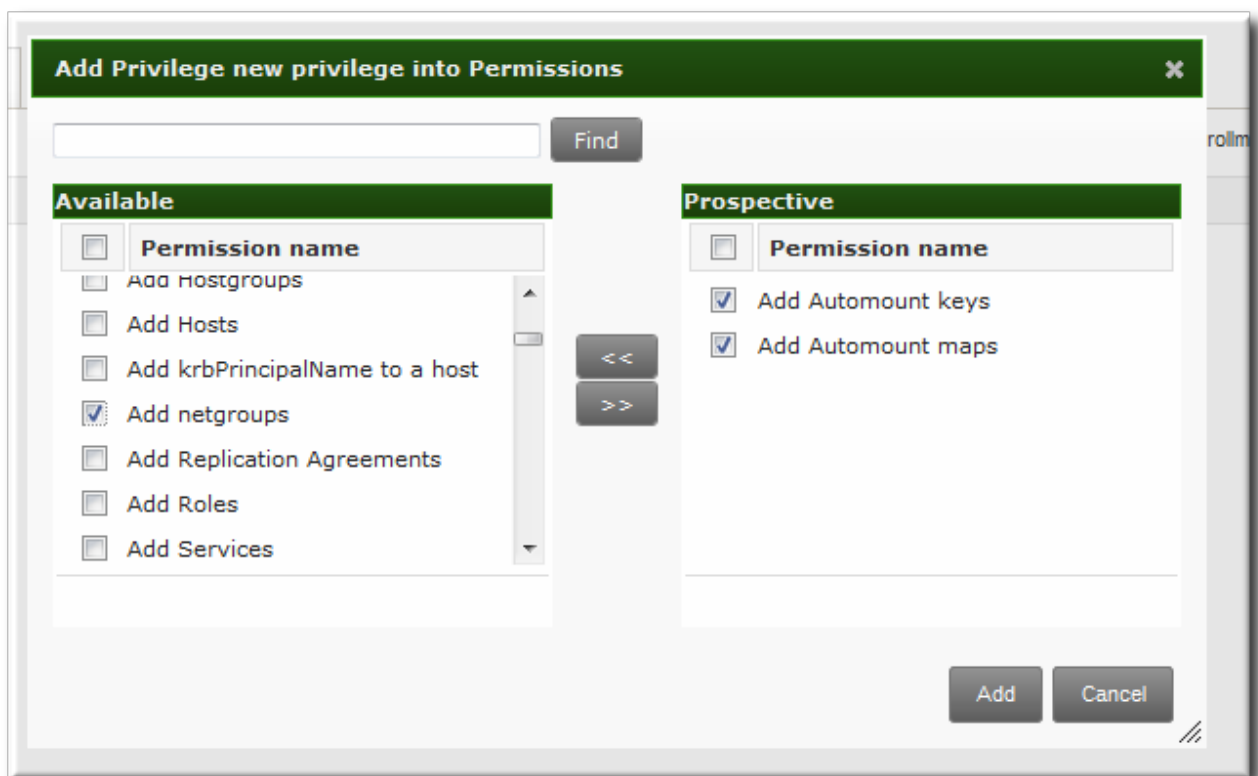 Add Privilege new privilege into Permissions
Find
rollm
Available
Permission name
Add Hostgroups
Add Hosts
Add krbPrincipalName to a host
Add netgroups
Add Replication Agreements
Add Roles
Add Services
<<
>>
Prospective
Permission name
Add Automount keys
Add Automount maps
Add
Cancel